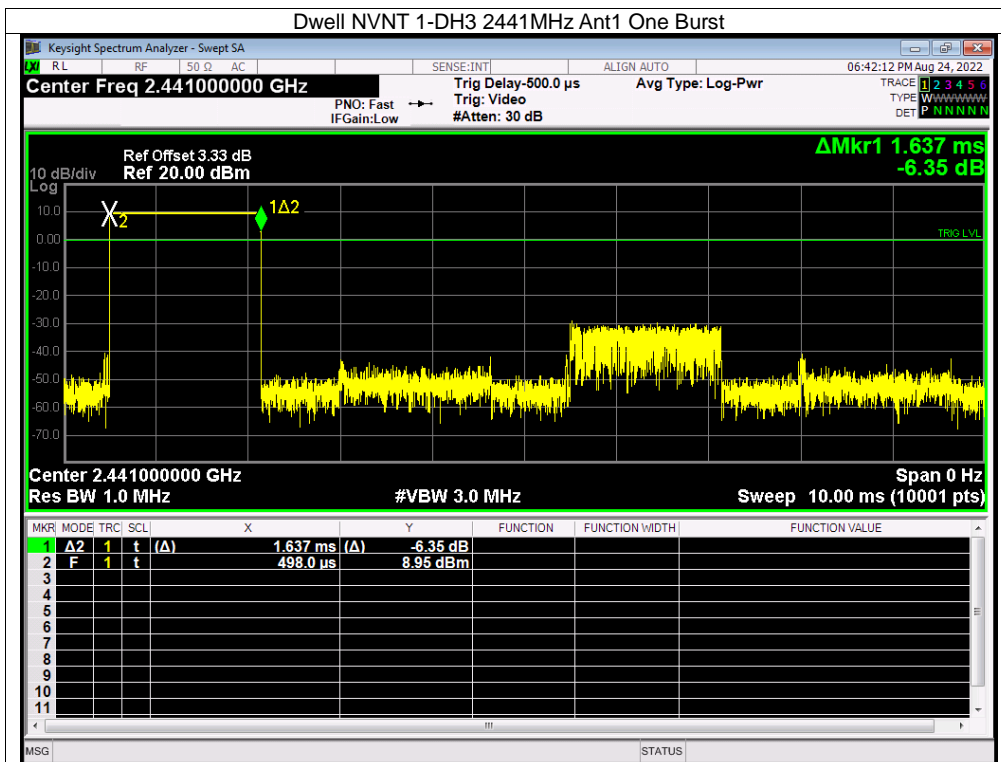 Dwell NVNT 1-DH3 2441MHz Ant1 One Burst
Keysight Spectrum Analyzer - Swept SA
LXI RL RF 50 Ω AC SENSE:INT ALIGN AUTO 06:42:12 PM Aug 24, 2022
Center Freq 2.441000000 GHz
PNO: Fast
IFGain:Low
Trig Delay-500.0 µs
Trig: Video
#Atten: 30 dB
Avg Type: Log-Pwr
TRACE 1 2 3 4 5 6
TYPE WWWWWW
DET P N N N N N
ΔMkr1 1.637 ms
-6.35 dB
Ref Offset 3.33 dB
10 dB/div Ref 20.00 dBm
Log
10.0
0.00
-10.0
-20.0
-30.0
-40.0
-50.0
-60.0
-70.0
X2
1Δ2
TRIG LVL
Center 2.441000000 GHz Span 0 Hz
Res BW 1.0 MHz #VBW 3.0 MHz Sweep 10.00 ms (10001 pts)
MKR MODE TRC SCL X Y FUNCTION FUNCTION WIDTH FUNCTION VALUE
1 Δ2 1 t (Δ) 1.637 ms (Δ) -6.35 dB
2 F 1 t 498.0 µs 8.95 dBm
3
4
5
6
7
8
9
10
11
MSG STATUS